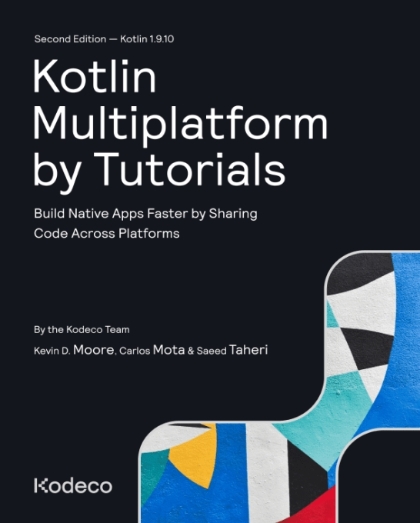 Second Edition — Kotlin 1.9.10
Kotlin
Multiplatform
by Tutorials
Build Native Apps Faster by Sharing
Code Across Platforms
By the Kodeco Team
Kevin D. Moore, Carlos Mota & Saeed Taheri
Kodeco